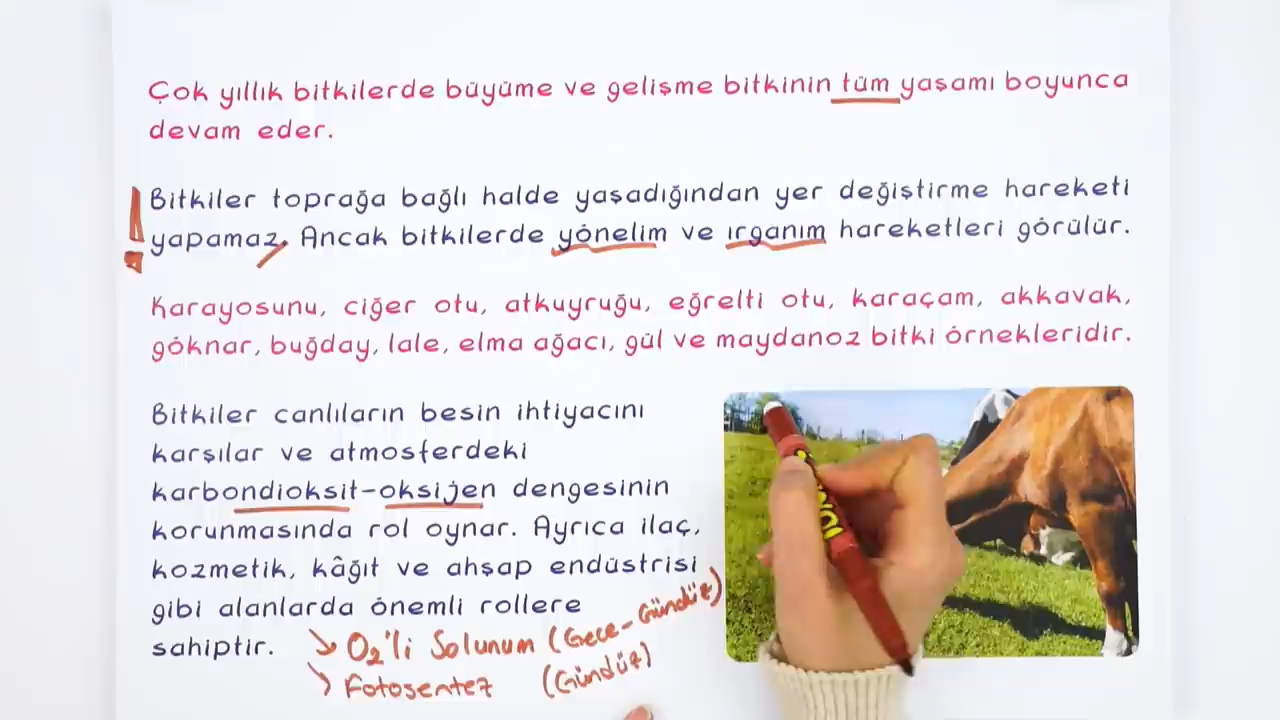 Çok yıllık bitkilerde büyüme ve gelişme bitkinin tüm yaşamı boyunca
devam eder.
Bitkiler toprağa bağlı halde yaşadığından yer değiştirme hareketi
yapamaz. Ancak bitkilerde yönelim ve ırganım hareketleri görülür.
Karayosunu, ciğer otu, atkuyruğu, eğrelti otu, karaçam, akkavak,
göknar, buğday, lale, elma ağacı, gül ve maydanoz bitki örnekleridir.
Bitkiler canlıların besin ihtiyacını
karşılar ve atmosferdeki
karbondioksit-oksijen dengesinin
korunmasında rol oynar. Ayrıca ilaç,
kozmetik, kâğıt ve ahşap endüstrisi
gibi alanlarda önemli rollere
sahiptir.
O₂'li Solunum (Gece-Gündüz)
Fotosentez (Gündüz)